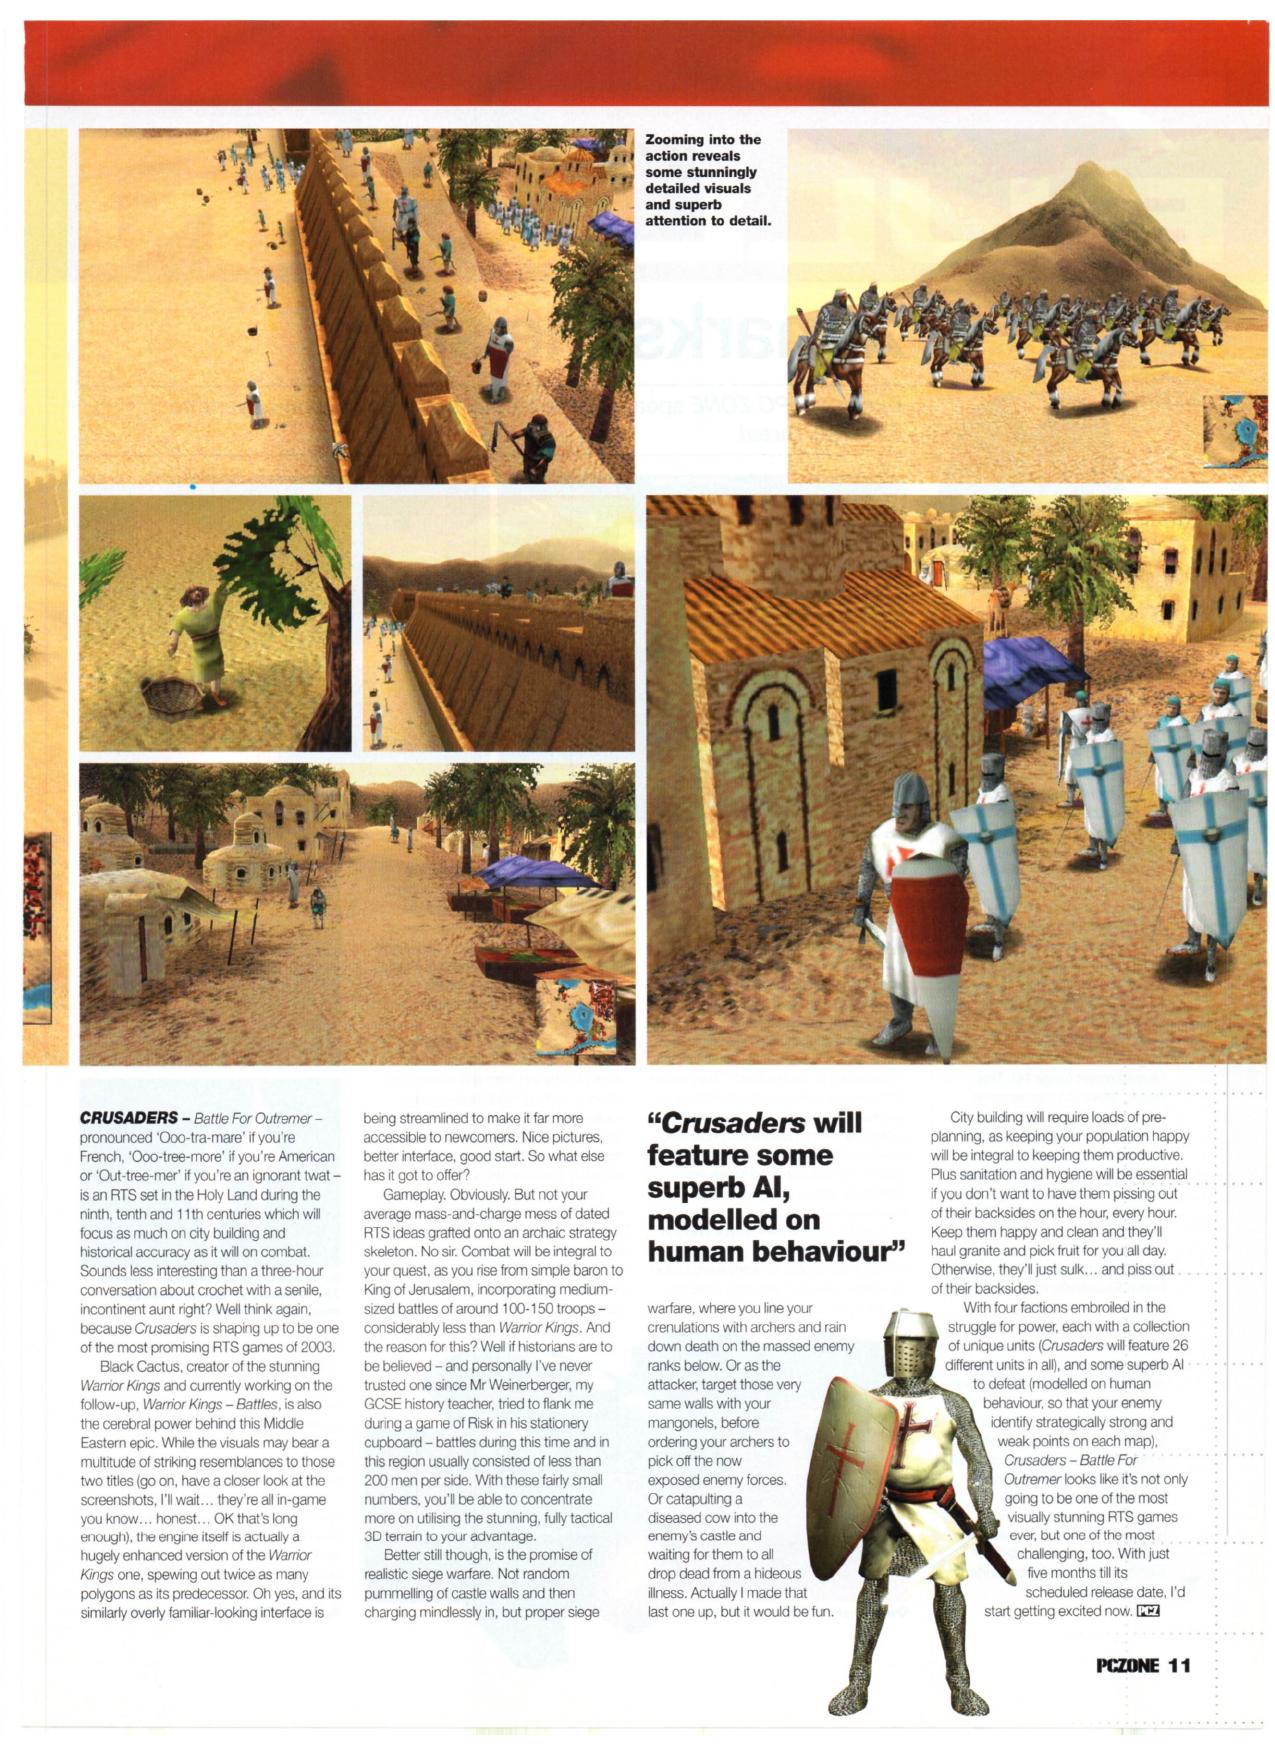 Zooming into the
action reveals
some stunningly
detailed visuals
and superb
attention to detail.
CRUSADERS – Battle For Outremer –
pronounced ‘Ooo-tra-mare’ if you’re
French, ‘Ooo-tree-more’ if you’re American
or ‘Out-tree-mer’ if you’re an ignorant twat –
is an RTS set in the Holy Land during the
ninth, tenth and 11th centuries which will
focus as much on city building and
historical accuracy as it will on combat.
Sounds less interesting than a three-hour
conversation about crochet with a senile,
incontinent aunt right? Well think again,
because Crusaders is shaping up to be one
of the most promising RTS games of 2003.
Black Cactus, creator of the stunning
Warrior Kings and currently working on the
follow-up, Warrior Kings – Battles, is also
the cerebral power behind this Middle
Eastern epic. While the visuals may bear a
multitude of striking resemblances to those
two titles (go on, have a closer look at the
screenshots, I’ll wait... they’re all in-game
you know... honest... OK that’s long
enough), the engine itself is actually a
hugely enhanced version of the Warrior
Kings one, spewing out twice as many
polygons as its predecessor. Oh yes, and its
similarly overly familiar-looking interface is
being streamlined to make it far more
accessible to newcomers. Nice pictures,
better interface, good start. So what else
has it got to offer?
Gameplay. Obviously. But not your
average mass-and-charge mess of dated
RTS ideas grafted onto an archaic strategy
skeleton. No sir. Combat will be integral to
your quest, as you rise from simple baron to
King of Jerusalem, incorporating medium-
sized battles of around 100-150 troops –
considerably less than Warrior Kings. And
the reason for this? Well if historians are to
be believed – and personally I’ve never
trusted one since Mr Weinerberger, my
GCSE history teacher, tried to flank me
during a game of Risk in his stationery
cupboard – battles during this time and in
this region usually consisted of less than
200 men per side. With these fairly small
numbers, you’ll be able to concentrate
more on utilising the stunning, fully tactical
3D terrain to your advantage.
Better still though, is the promise of
realistic siege warfare. Not random
pummelling of castle walls and then
charging mindlessly in, but proper siege
“Crusaders will
feature some
superb AI,
modelled on
human behaviour”
warfare, where you line your
crenulations with archers and rain
down death on the massed enemy
ranks below. Or as the
attacker, target those very
same walls with your
mangonels, before
ordering your archers to
pick off the now
exposed enemy forces.
Or catapulting a
diseased cow into the
enemy’s castle and
waiting for them to all
drop dead from a hideous
illness. Actually I made that
last one up, but it would be fun.
City building will require loads of pre-
planning, as keeping your population happy
will be integral to keeping them productive.
Plus sanitation and hygiene will be essential
if you don’t want to have them pissing out
of their backsides on the hour, every hour.
Keep them happy and clean and they’ll
haul granite and pick fruit for you all day.
Otherwise, they’ll just sulk... and piss out
of their backsides.
With four factions embroiled in the
struggle for power, each with a collection
of unique units (Crusaders will feature 26
different units in all), and some superb AI
to defeat (modelled on human
behaviour, so that your enemy
identify strategically strong and
weak points on each map),
Crusaders – Battle For
Outremer looks like it’s not only
going to be one of the most
visually stunning RTS games
ever, but one of the most
challenging, too. With just
five months till its
scheduled release date, I’d
start getting excited now. PCZ
PCZONE 11